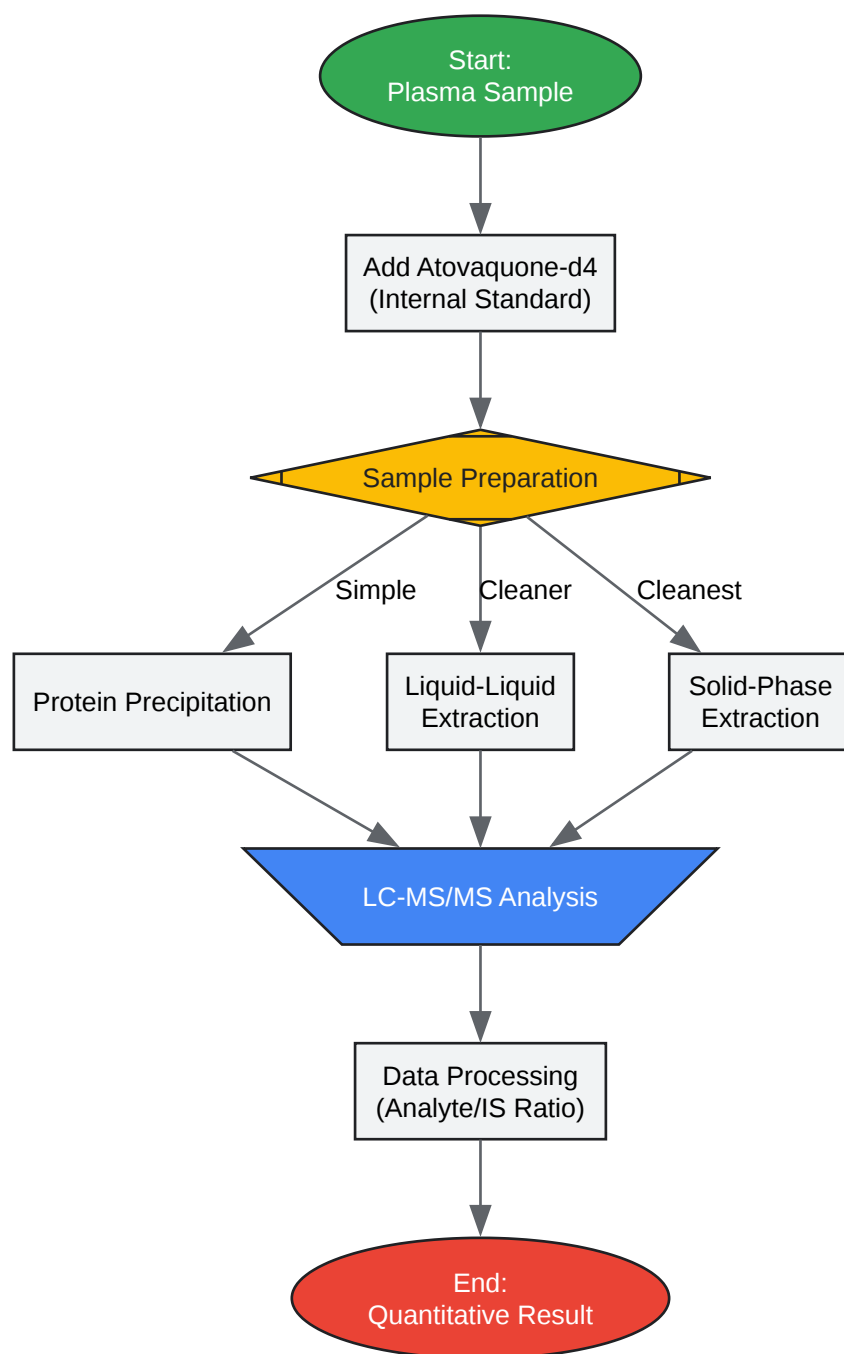 Start:
Plasma Sample
Add Atovaquone-d4
(Internal Standard)
Sample Preparation
Simple
Cleaner
Cleanest
Protein Precipitation
Liquid-Liquid
Extraction
Solid-Phase
Extraction
LC-MS/MS Analysis
Data Processing
(Analyte/IS Ratio)
End:
Quantitative Result